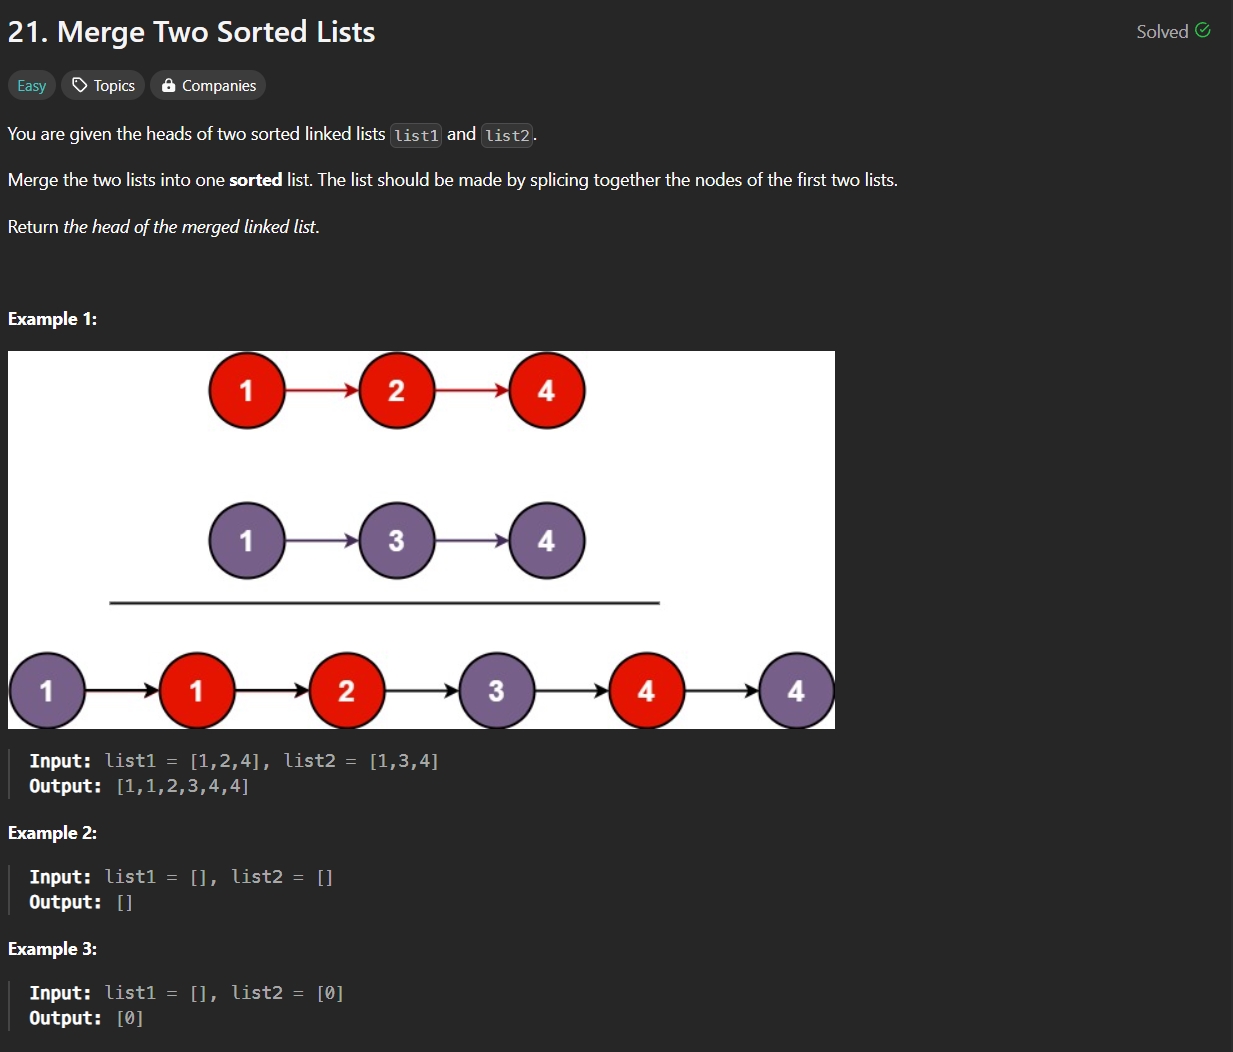 21. Merge Two Sorted Lists
Solved
Easy Topics Companies
You are given the heads of two sorted linked lists list1 and list2.
Merge the two lists into one sorted list. The list should be made by splicing together the nodes of the first two lists.
Return the head of the merged linked list.
Example 1:
1 2 4
1 3 4
1 1 2 3 4 4
Input: list1 = [1,2,4], list2 = [1,3,4]
Output: [1,1,2,3,4,4]
Example 2:
Input: list1 = [], list2 = []
Output: []
Example 3:
Input: list1 = [], list2 = [0]
Output: [0]